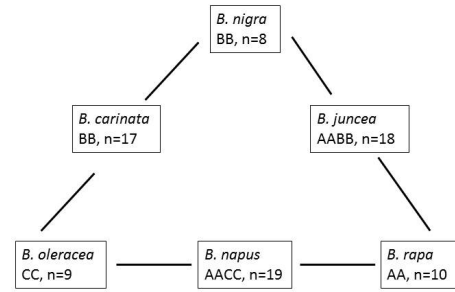 B. nigra
BB, n=8
B. carinata
BB, n=17
B. juncea
AABB, n=18
B. oleracea
CC, n=9
B. napus
AACC, n=19
B. rapa
AA, n=10